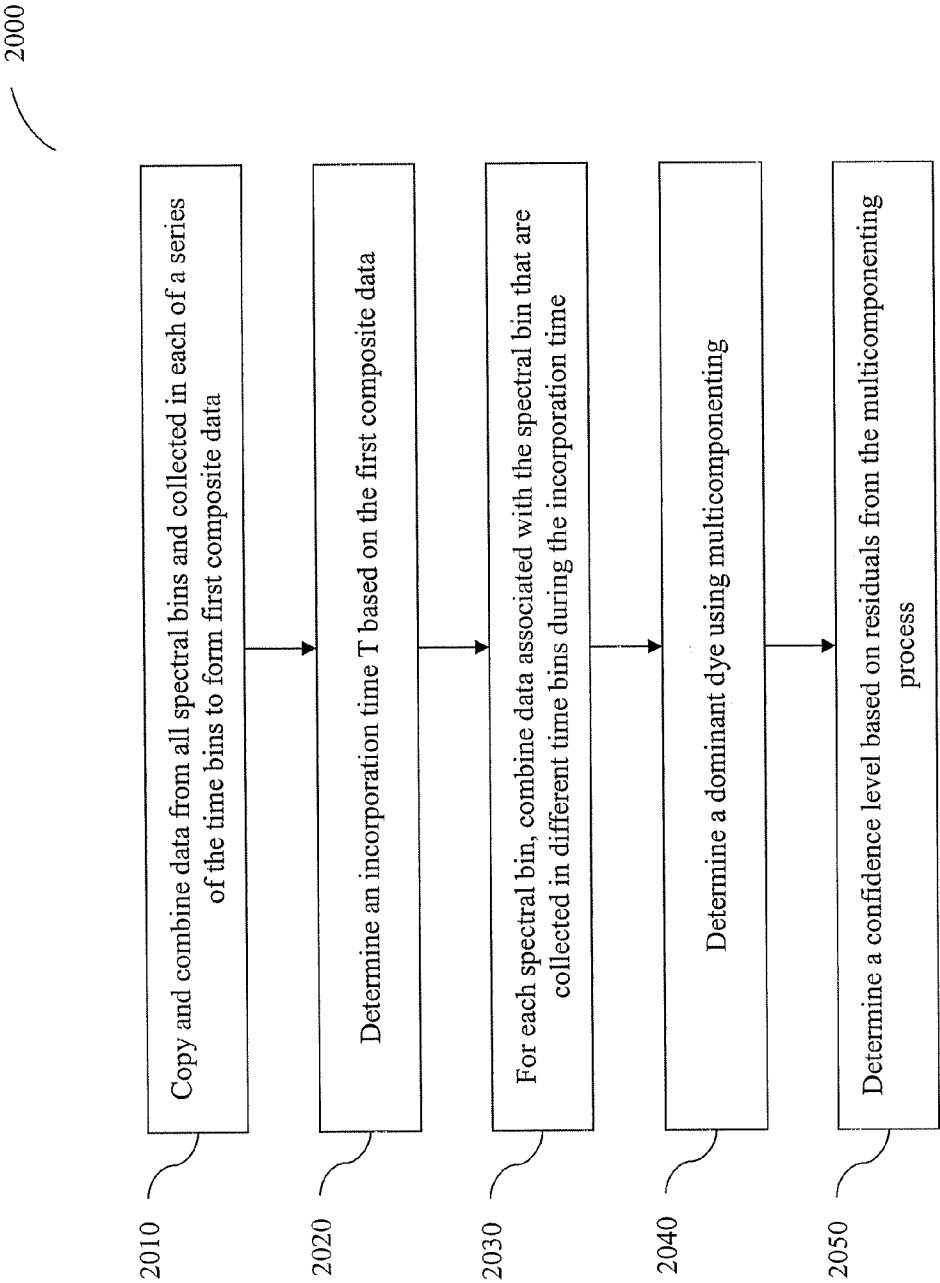 2000
2010
Copy and combine data from all spectral bins and collected in each of a series
of the time bins to form first composite data
2020
Determine an incorporation time T based on the first composite data
2030
For each spectral bin, combine data associated with the spectral bin that are
collected in different time bins during the incorporation time
2040
Determine a dominant dye using multicomponenting
2050
Determine a confidence level based on residuals from the multicomponenting
process